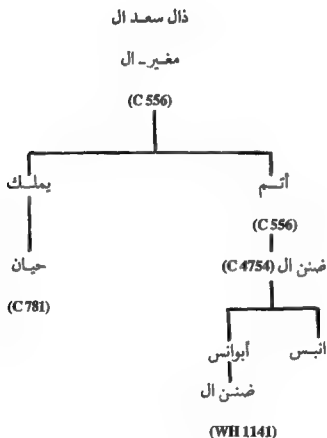 ذال سعد ال
مغير ـ ال
(C 556)
أتم يملك
(C 556)
ضنن ال (C 4754) حيان
(C 781)
انبس أبوانس
ضنن ال
(WH 1141)